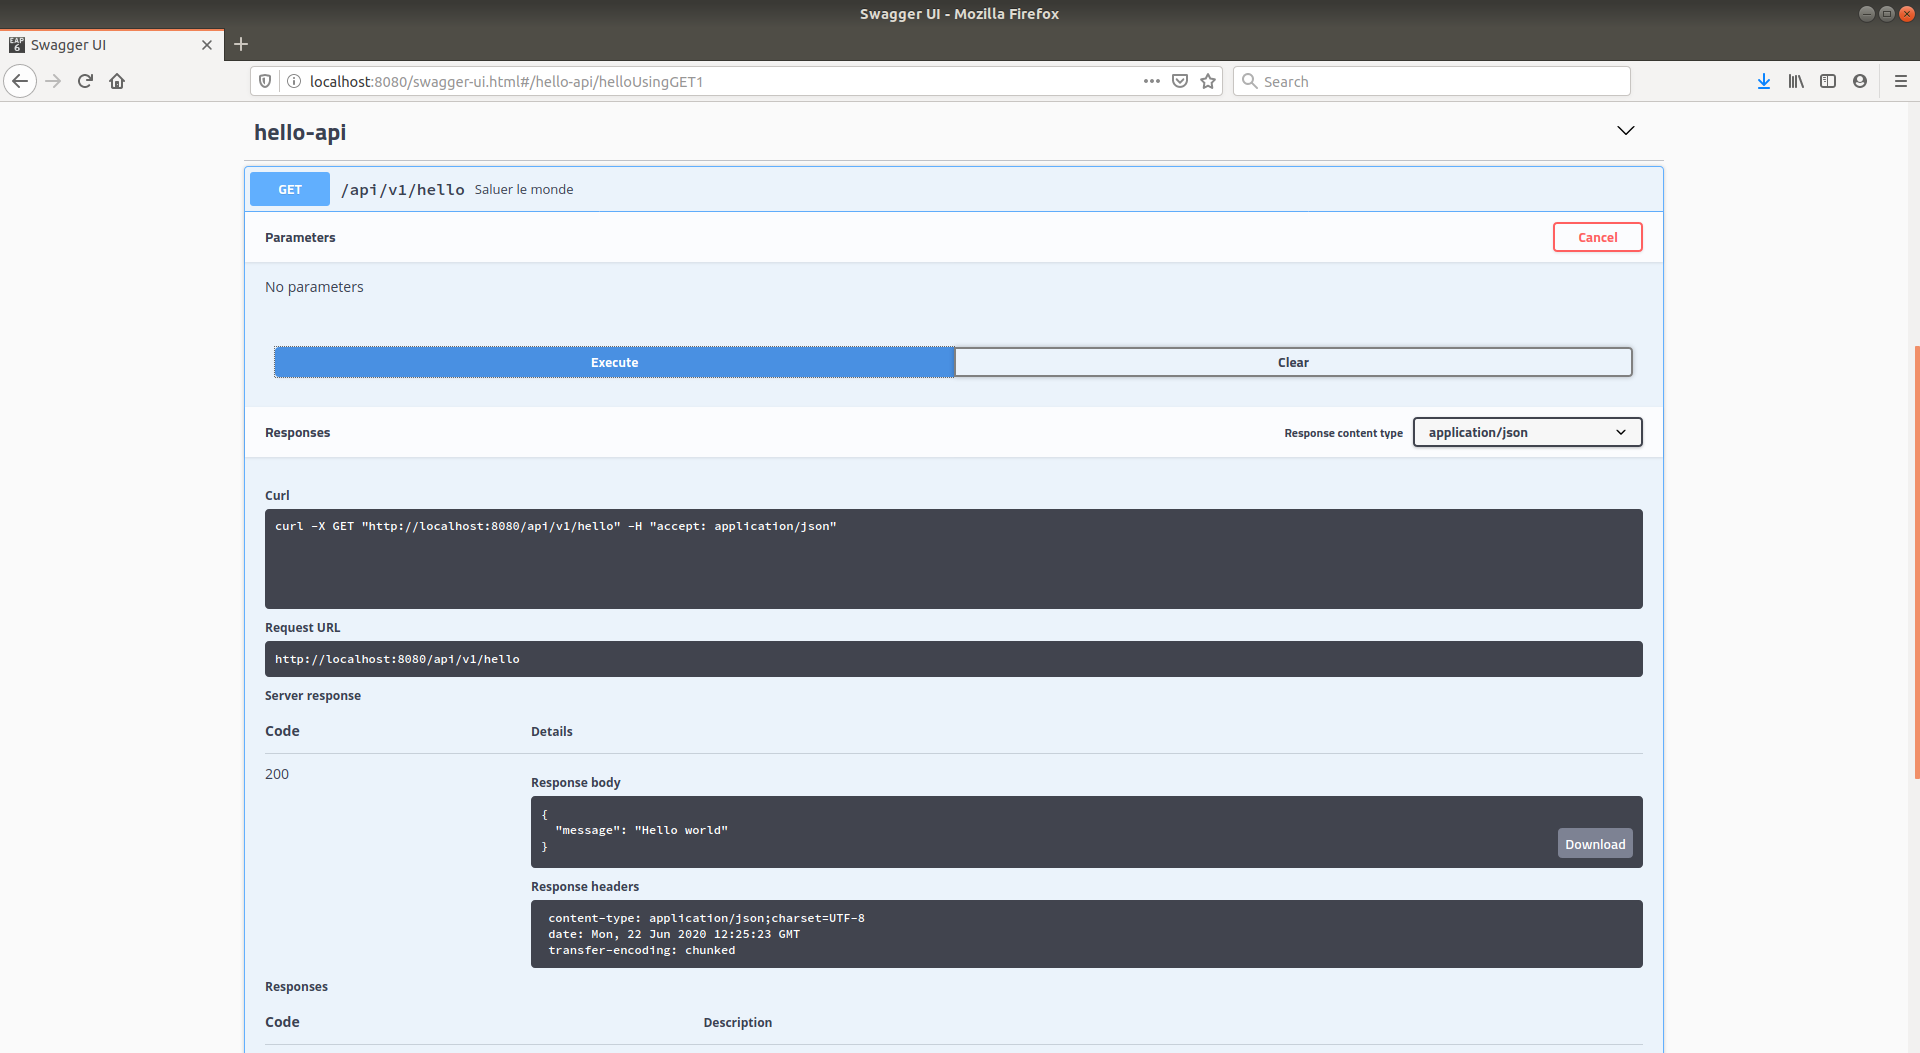 Swagger UI - Mozilla Firefox
EAP 6 Swagger UI
localhost:8080/swagger-ui.html#/hello-api/helloUsingGET1
Search
hello-api
GET /api/v1/hello Saluer le monde
Parameters Cancel
No parameters
Execute Clear
Responses Response content type application/json
Curl
curl -X GET "http://localhost:8080/api/v1/hello" -H "accept: application/json"
Request URL
http://localhost:8080/api/v1/hello
Server response
Code Details
200
Response body
{
"message": "Hello world"
}
Download
Response headers
content-type: application/json;charset=UTF-8
date: Mon, 22 Jun 2020 12:25:23 GMT
transfer-encoding: chunked
Responses
Code Description